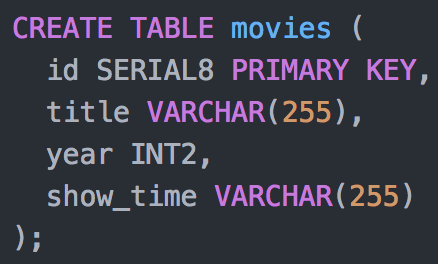 CREATE TABLE movies (
  id SERIAL8 PRIMARY KEY,
  title VARCHAR(255),
  year INT2,
  show_time VARCHAR(255)
);